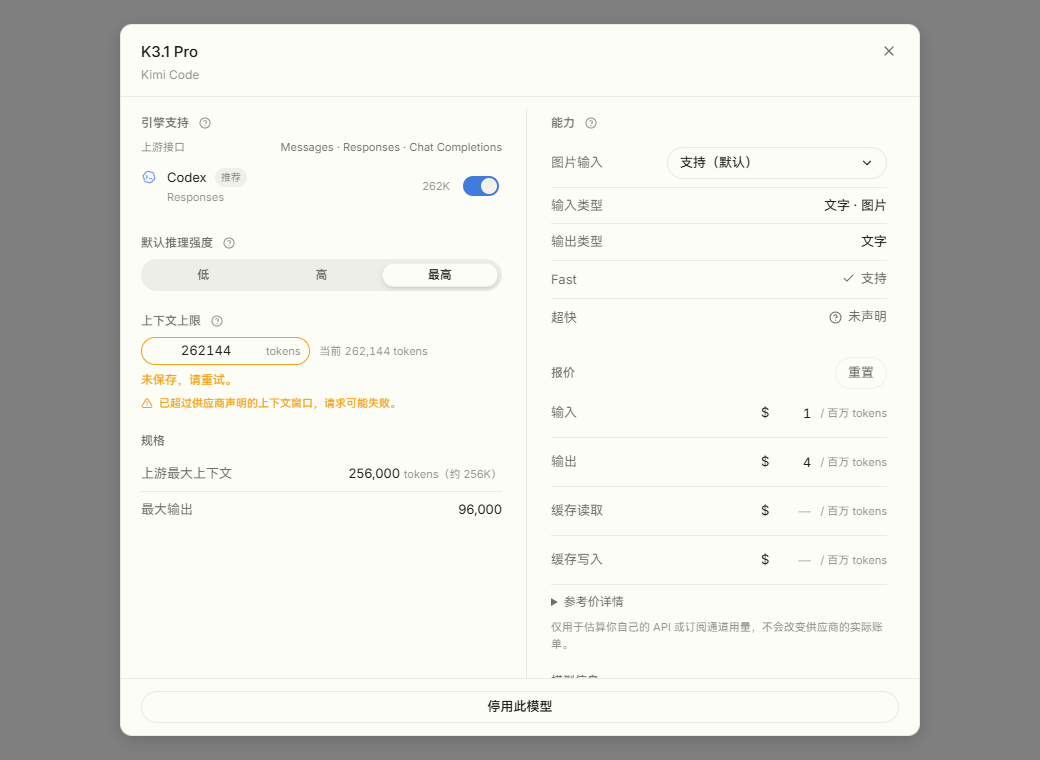 K3.1 Pro
Kimi Code
引擎支持
上游接口 Messages · Responses · Chat Completions
Codex 推荐
Responses
262K
默认推理强度
低 高 最高
上下文上限
262144 tokens 当前 262,144 tokens
未保存，请重试。
已超过供应商声明的上下文窗口，请求可能失败。
规格
上游最大上下文 256,000 tokens（约 256K）
最大输出 96,000
能力
图片输入 支持（默认）
输入类型 文字 · 图片
输出类型 文字
Fast 支持
超快 未声明
报价 重置
输入 $ 1 / 百万 tokens
输出 $ 4 / 百万 tokens
缓存读取 $ — / 百万 tokens
缓存写入 $ — / 百万 tokens
参考价详情
仅用于估算你自己的 API 或订阅通道用量，不会改变供应商的实际账
单。
停用此模型